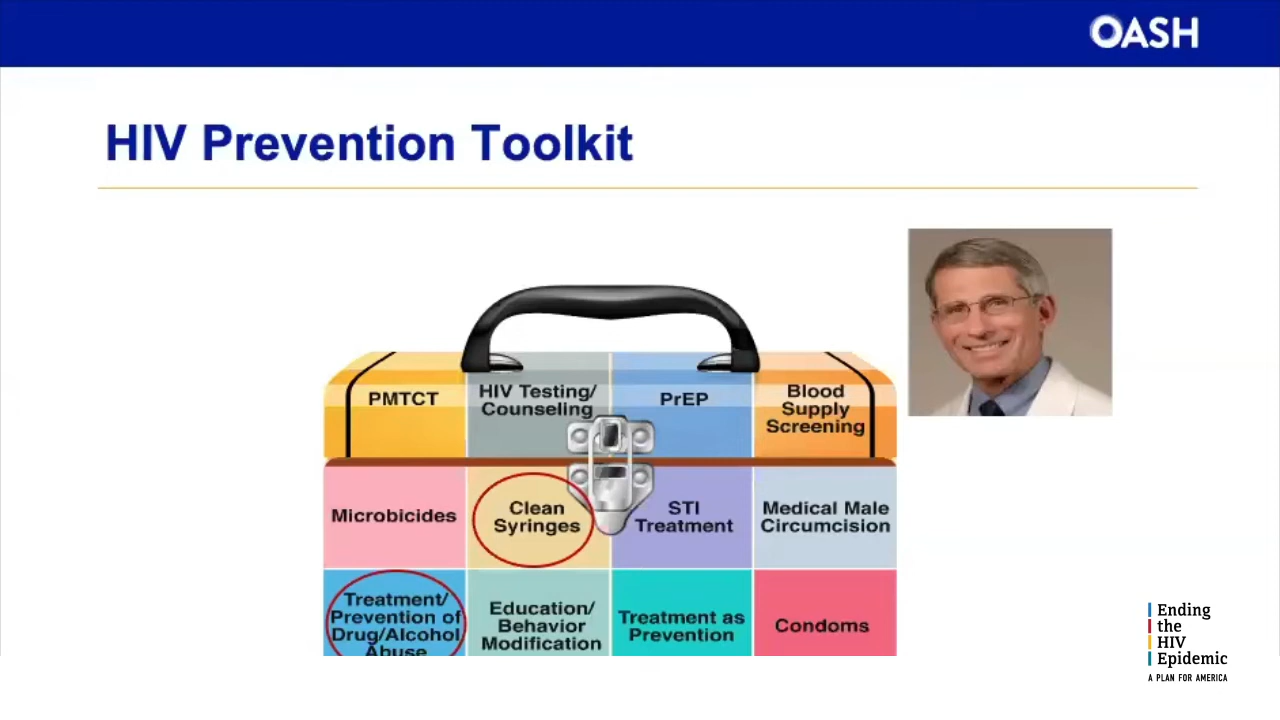 OASH
HIV Prevention Toolkit
PMTCT
HIV Testing/
Counseling
PrEP
Blood
Supply
Screening
Microbicides
Clean
Syringes
STI
Treatment
Medical Male
Circumcision
Treatment/
Prevention of
Drug/Alcohol
Abuse
Education/
Behavior
Modification
Treatment as
Prevention
Condoms
Ending
the
HIV
Epidemic
A PLAN FOR AMERICA